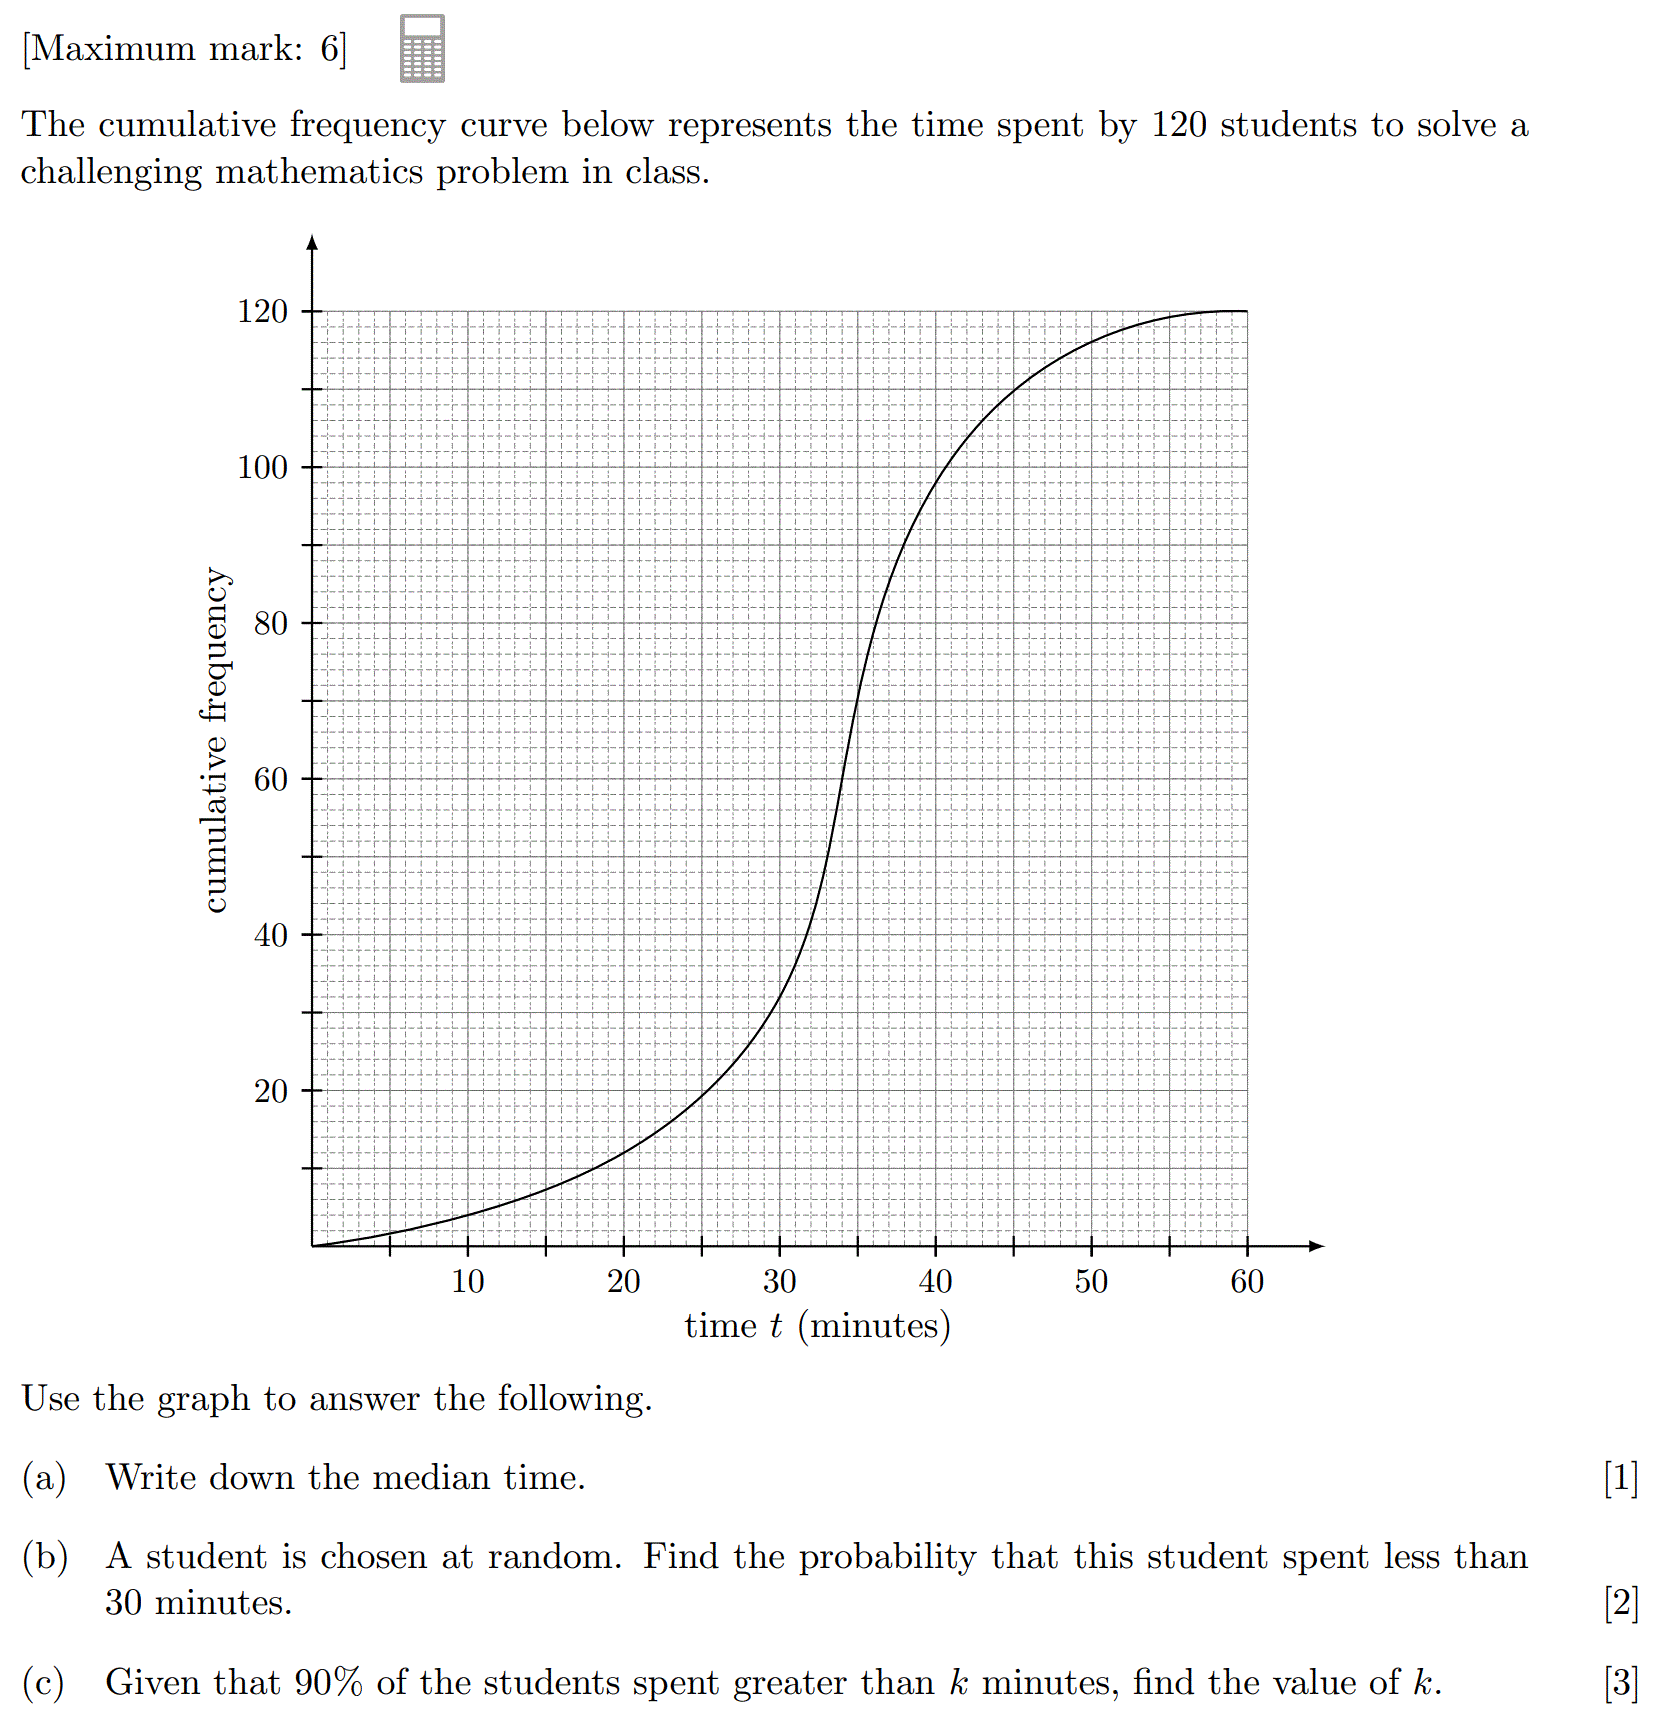 [Maximum mark: 6]
The cumulative frequency curve below represents the time spent by 120 students to solve a
challenging mathematics problem in class.
120
100
80
60
40
20
cumulative frequency
10 20 30 40 50 60
time t (minutes)
Use the graph to answer the following.
(a) Write down the median time. [1]
(b) A student is chosen at random. Find the probability that this student spent less than
30 minutes. [2]
(c) Given that 90% of the students spent greater than k minutes, find the value of k. [3]